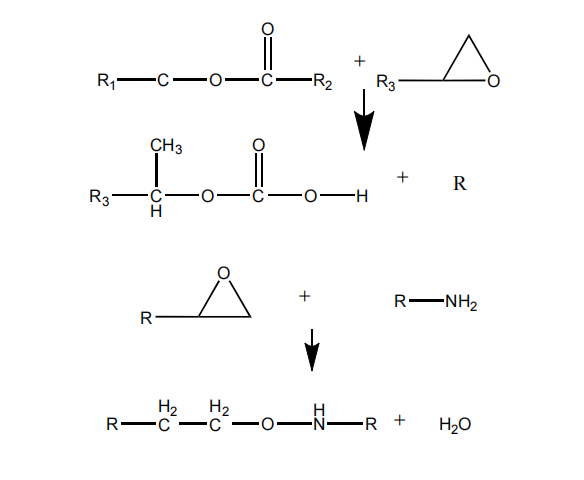 O
R1 C O C R2 + R3 O
CH3 O
R3 C O C O H + R
H
O
R + R NH2
H2 H2 H
R C C O N R + H2O